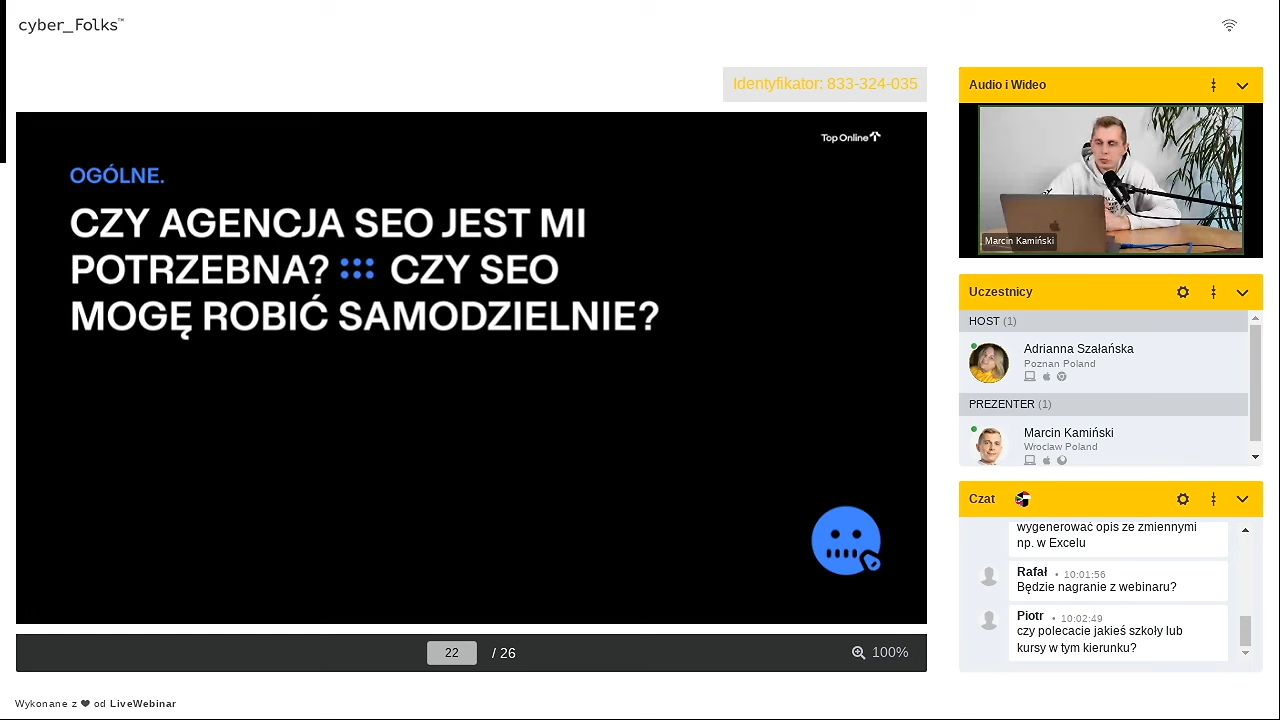 cyber_Folks™
Identyfikator: 833-324-035
Top Online
OGÓLNE.
CZY AGENCJA SEO JEST MI
POTRZEBNA? CZY SEO
MOGĘ ROBIĆ SAMODZIELNIE?
22 / 26
100%
Wykonane z od LiveWebinar
Audio i Wideo
Marcin Kamiński
Uczestnicy
HOST (1)
Adrianna Szałańska
Poznan Poland
PREZENTER (1)
Marcin Kamiński
Wroclaw Poland
Czat
wygenerować opis ze zmiennymi
np. w Excelu
Rafał • 10:01:56
Będzie nagranie z webinaru?
Piotr • 10:02:49
czy polecacie jakieś szkoly lub
kursy w tym kierunku?